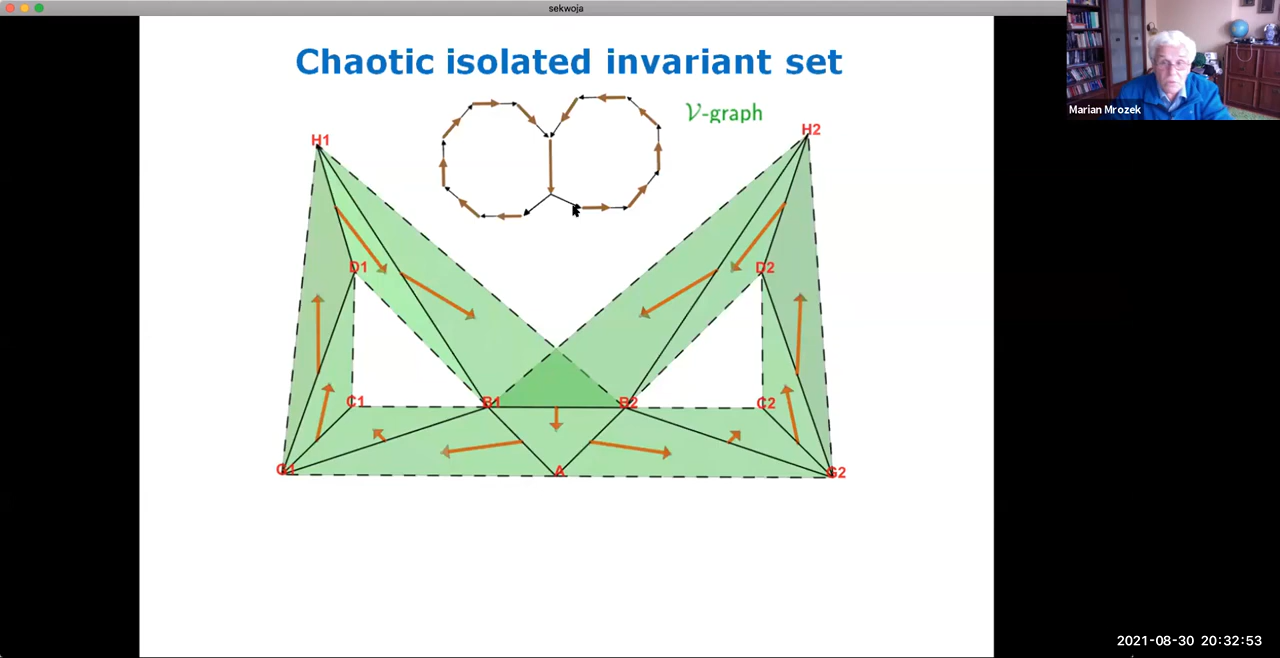 sekwoja
Chaotic isolated invariant set
𝒱-graph
Marian Mrozek
H1
H2
D1
D2
C1
B1
B2
C2
G1
A
G2
2021-08-30 20:32:53